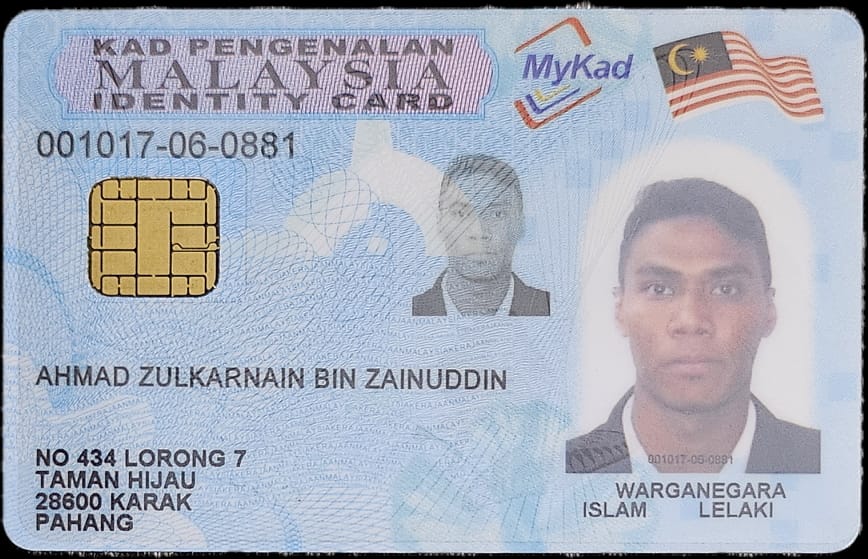 KAD PENGENALAN
MALAYSIA
IDENTITY CARD
MyKad
001017-06-0881
AHMAD ZULKARNAIN BIN ZAINUDDIN
NO 434 LORONG 7
TAMAN HIJAU
28600 KARAK
PAHANG
001017-06-0881
WARGANEGARA
ISLAM LELAKI